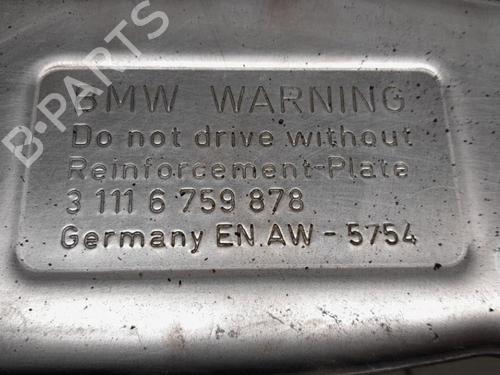 B-PARTS
BMW WARNING
Do not drive without
Reinforcement-Plate
3 111 6 759 878
Germany EN AW - 5754